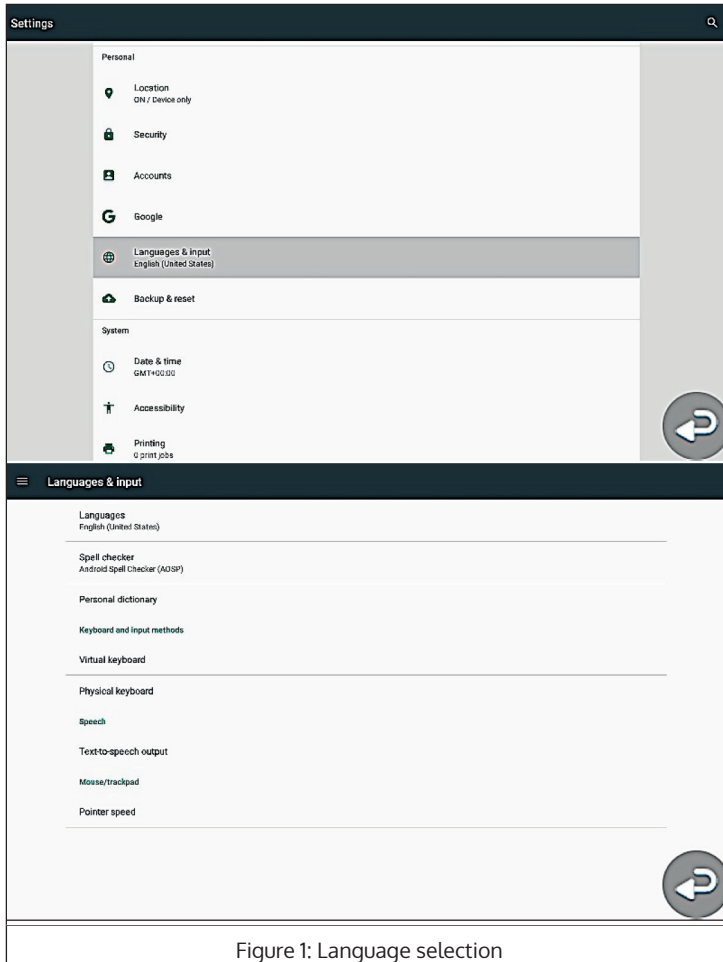 Settings
Personal
Location
ON / Device only
Security
Accounts
Google
Languages & input
English (United States)
Backup & reset
System
Date & time
GMT+00:00
Accessibility
Printing
0 print jobs
Languages & input
Languages
English (United States)
Spell checker
Android Spell Checker (AOSP)
Personal dictionary
Keyboard and input methods
Virtual keyboard
Physical keyboard
Speech
Text-to-speech output
Mouse/trackpad
Pointer speed
Figure 1: Language selection